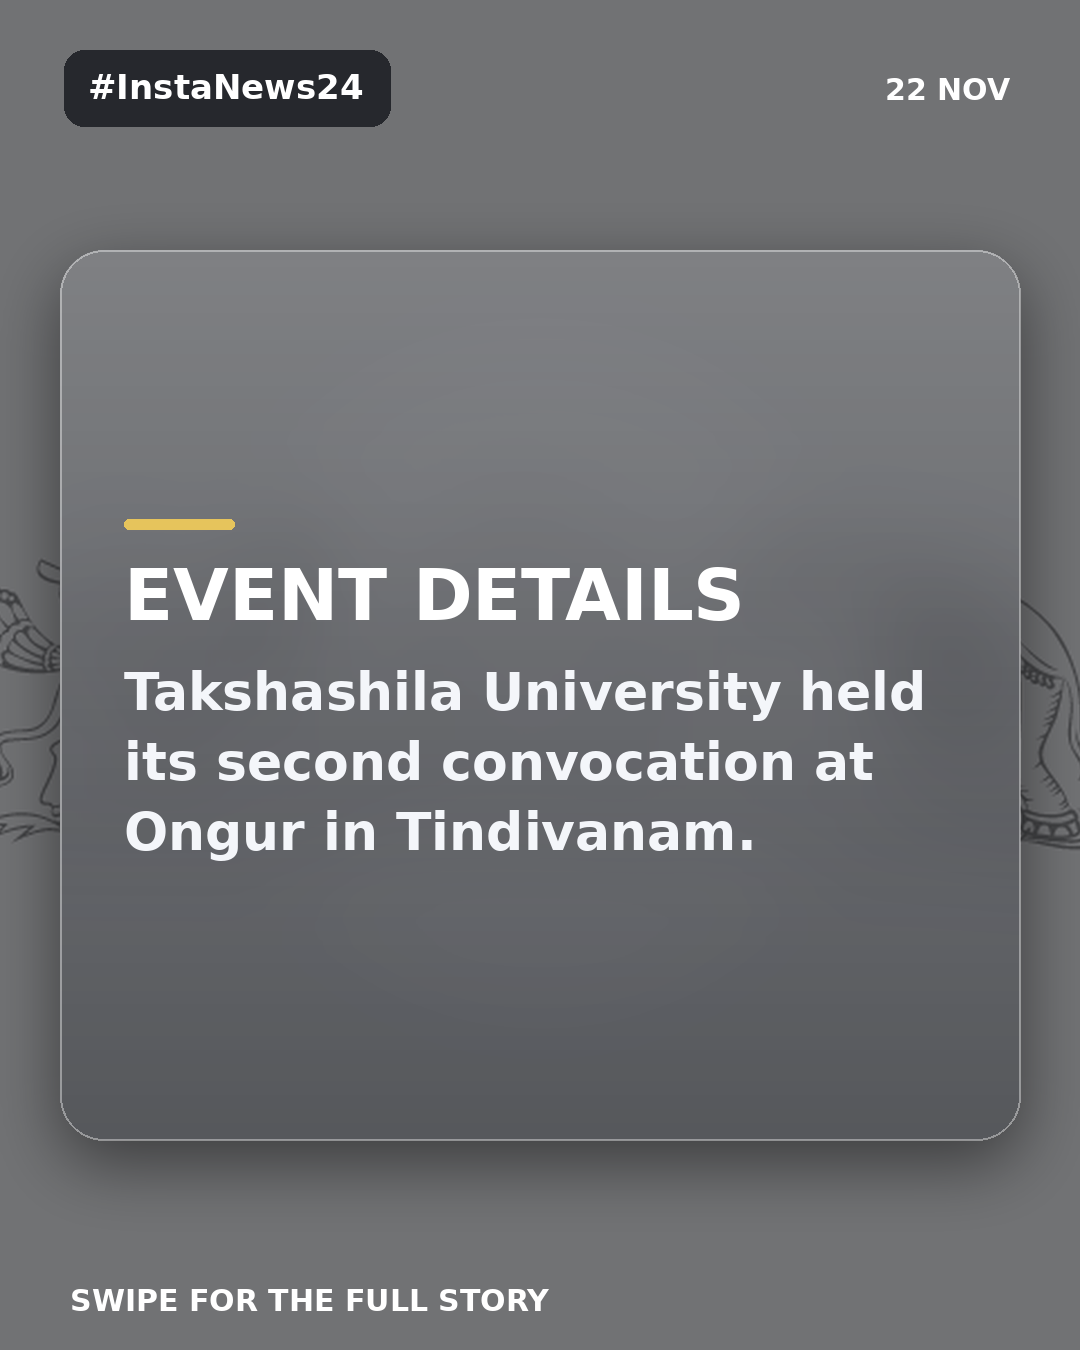 #InstaNews24
22 NOV
EVENT DETAILS
Takshashila University held
its second convocation at
Ongur in Tindivanam.
SWIPE FOR THE FULL STORY